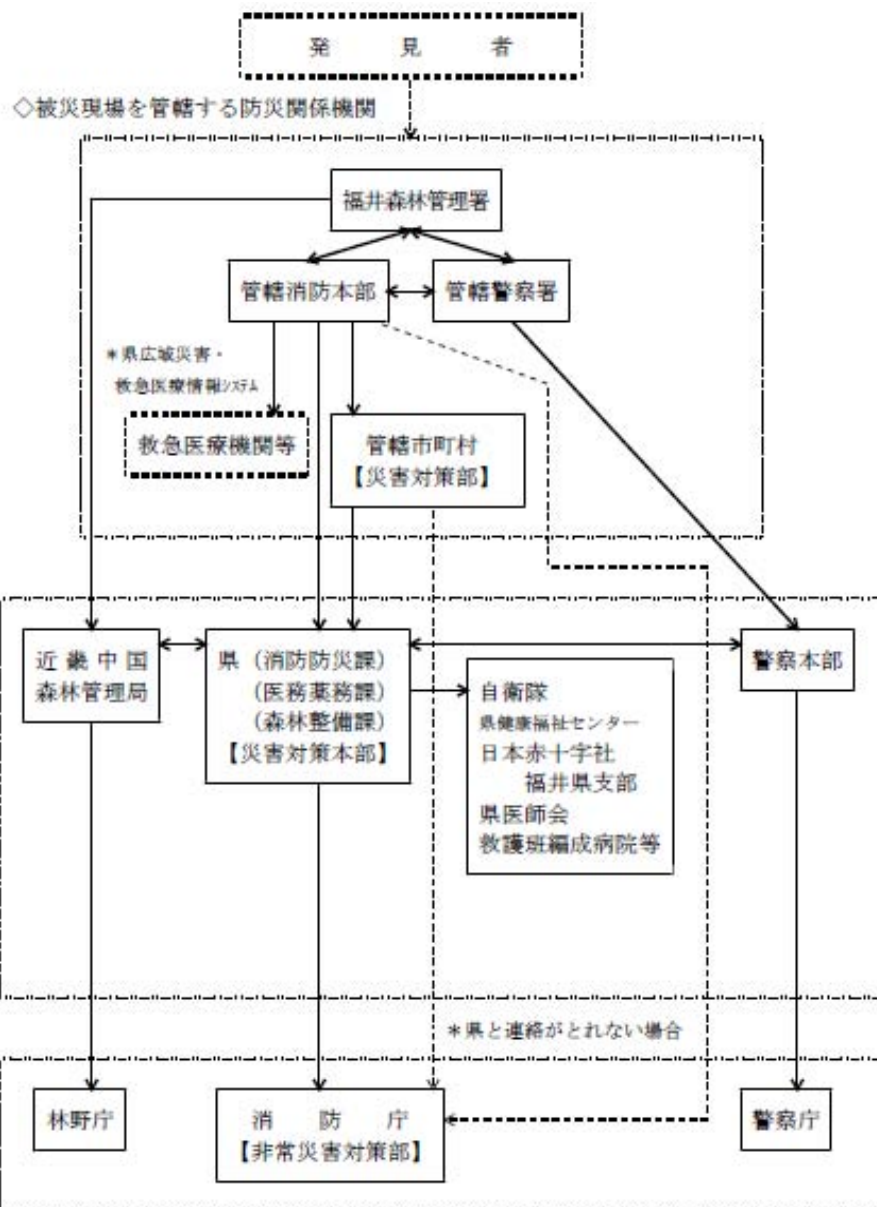 発見者
◇被災現場を管轄する防災関係機関
福井森林管理署
管轄消防本部
管轄警察署
*県広域災害・
救急医療情報システム
救急医療機関等
管轄市町村
【災害対策部】
近畿中国
森林管理局
県(消防防災課)
(医務薬務課)
(森林整備課)
【災害対策本部】
自衛隊
県健康福祉センター
日本赤十字社
福井県支部
県医師会
救護班編成病院等
警察本部
*県と連絡がとれない場合
林野庁
消防庁
【非常災害対策部】
警察庁